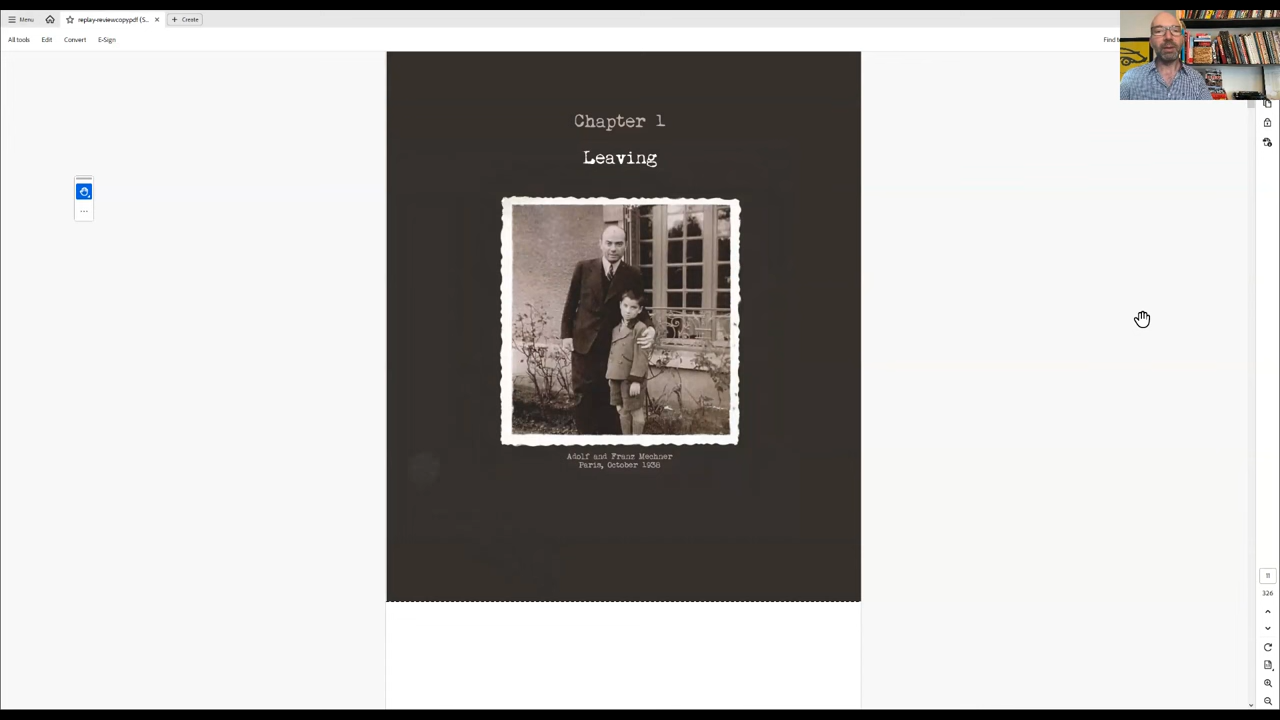 Menu
replay-reviewcopypdf (S...
Create
All tools
Edit
Convert
E-Sign
Chapter 1
Leaving
Adolf and Franz Mechner
Paris, October 1938
11
326